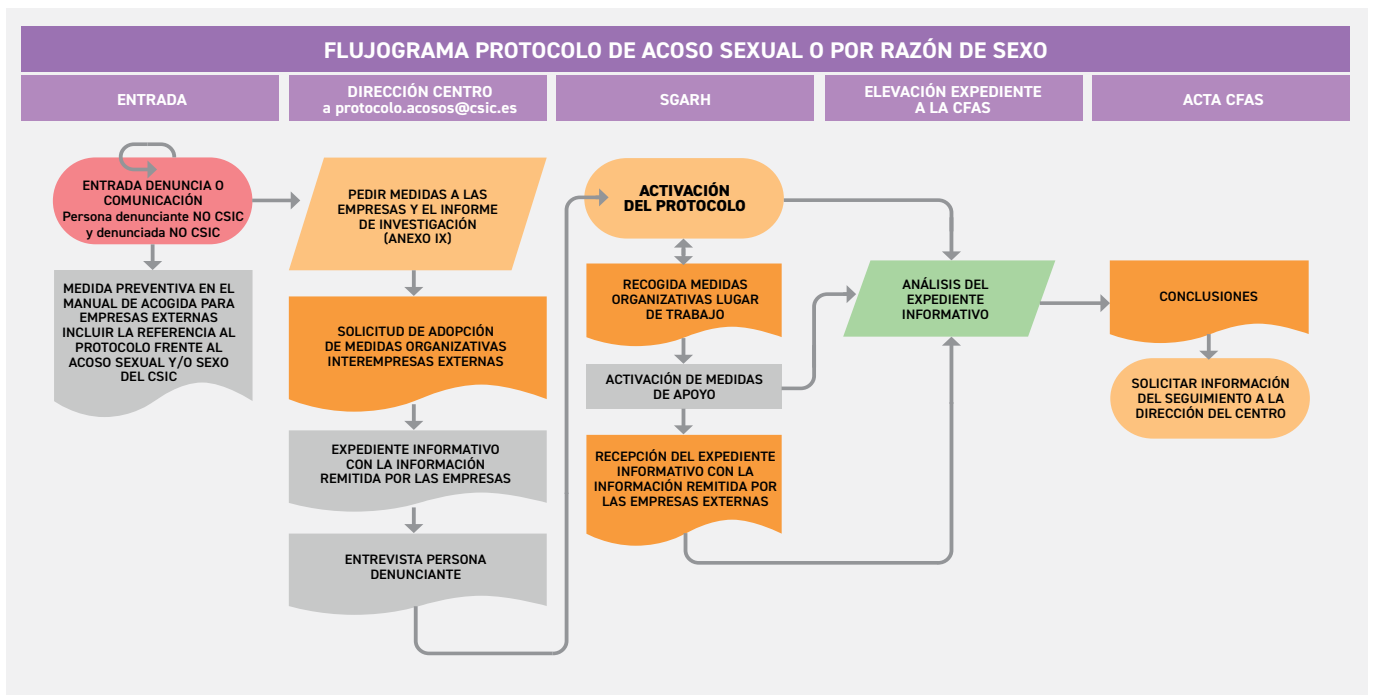 FLUJOGRAMA PROTOCOLO DE ACOSO SEXUAL O POR RAZÓN DE SEXO
ENTRADA
DIRECCIÓN CENTRO
a protocolo.acosos@csic.es
SGARH
ELEVACIÓN EXPEDIENTE
A LA CFAS
ACTA CFAS
ENTRADA DENUNCIA O
COMUNICACIÓN
Persona denunciante NO CSIC
y denunciada NO CSIC
MEDIDA PREVENTIVA EN EL
MANUAL DE ACOGIDA PARA
EMPRESAS EXTERNAS
INCLUIR LA REFERENCIA AL
PROTOCOLO FRENTE AL
ACOSO SEXUAL Y/O SEXO
DEL CSIC
PEDIR MEDIDAS A LAS
EMPRESAS Y EL INFORME
DE INVESTIGACIÓN
(ANEXO IX)
SOLICITUD DE ADOPCIÓN
DE MEDIDAS ORGANIZATIVAS
INTEREMPRESAS EXTERNAS
EXPEDIENTE INFORMATIVO
CON LA INFORMACIÓN
REMITIDA POR LAS EMPRESAS
ENTREVISTA PERSONA
DENUNCIANTE
ACTIVACIÓN
DEL PROTOCOLO
RECOGIDA MEDIDAS
ORGANIZATIVAS LUGAR
DE TRABAJO
ACTIVACIÓN DE MEDIDAS
DE APOYO
RECEPCIÓN DEL EXPEDIENTE
INFORMATIVO CON LA
INFORMACIÓN REMITIDA POR
LAS EMPRESAS EXTERNAS
ANÁLISIS DEL
EXPEDIENTE
INFORMATIVO
CONCLUSIONES
SOLICITAR INFORMACIÓN
DEL SEGUIMIENTO A LA
DIRECCIÓN DEL CENTRO